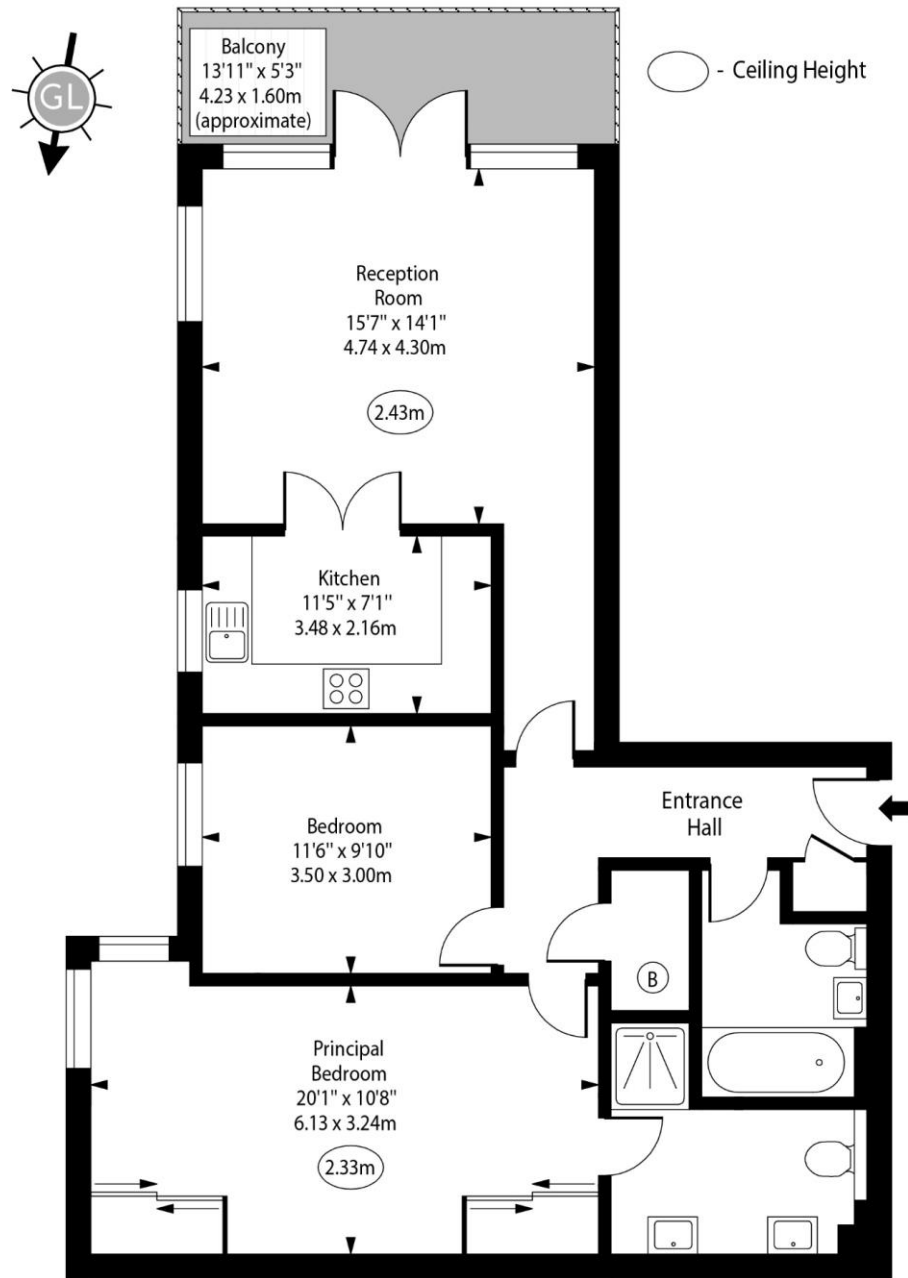 Balcony
13'11" x 5'3"
4.23 x 1.60m
(approximate)
GL
- Ceiling Height
Reception
Room
15'7" x 14'1"
4.74 x 4.30m
2.43m
Kitchen
11'5" x 7'1"
3.48 x 2.16m
Entrance
Hall
Bedroom
11'6" x 9'10"
3.50 x 3.00m
B
Principal
Bedroom
20'1" x 10'8"
6.13 x 3.24m
2.33m